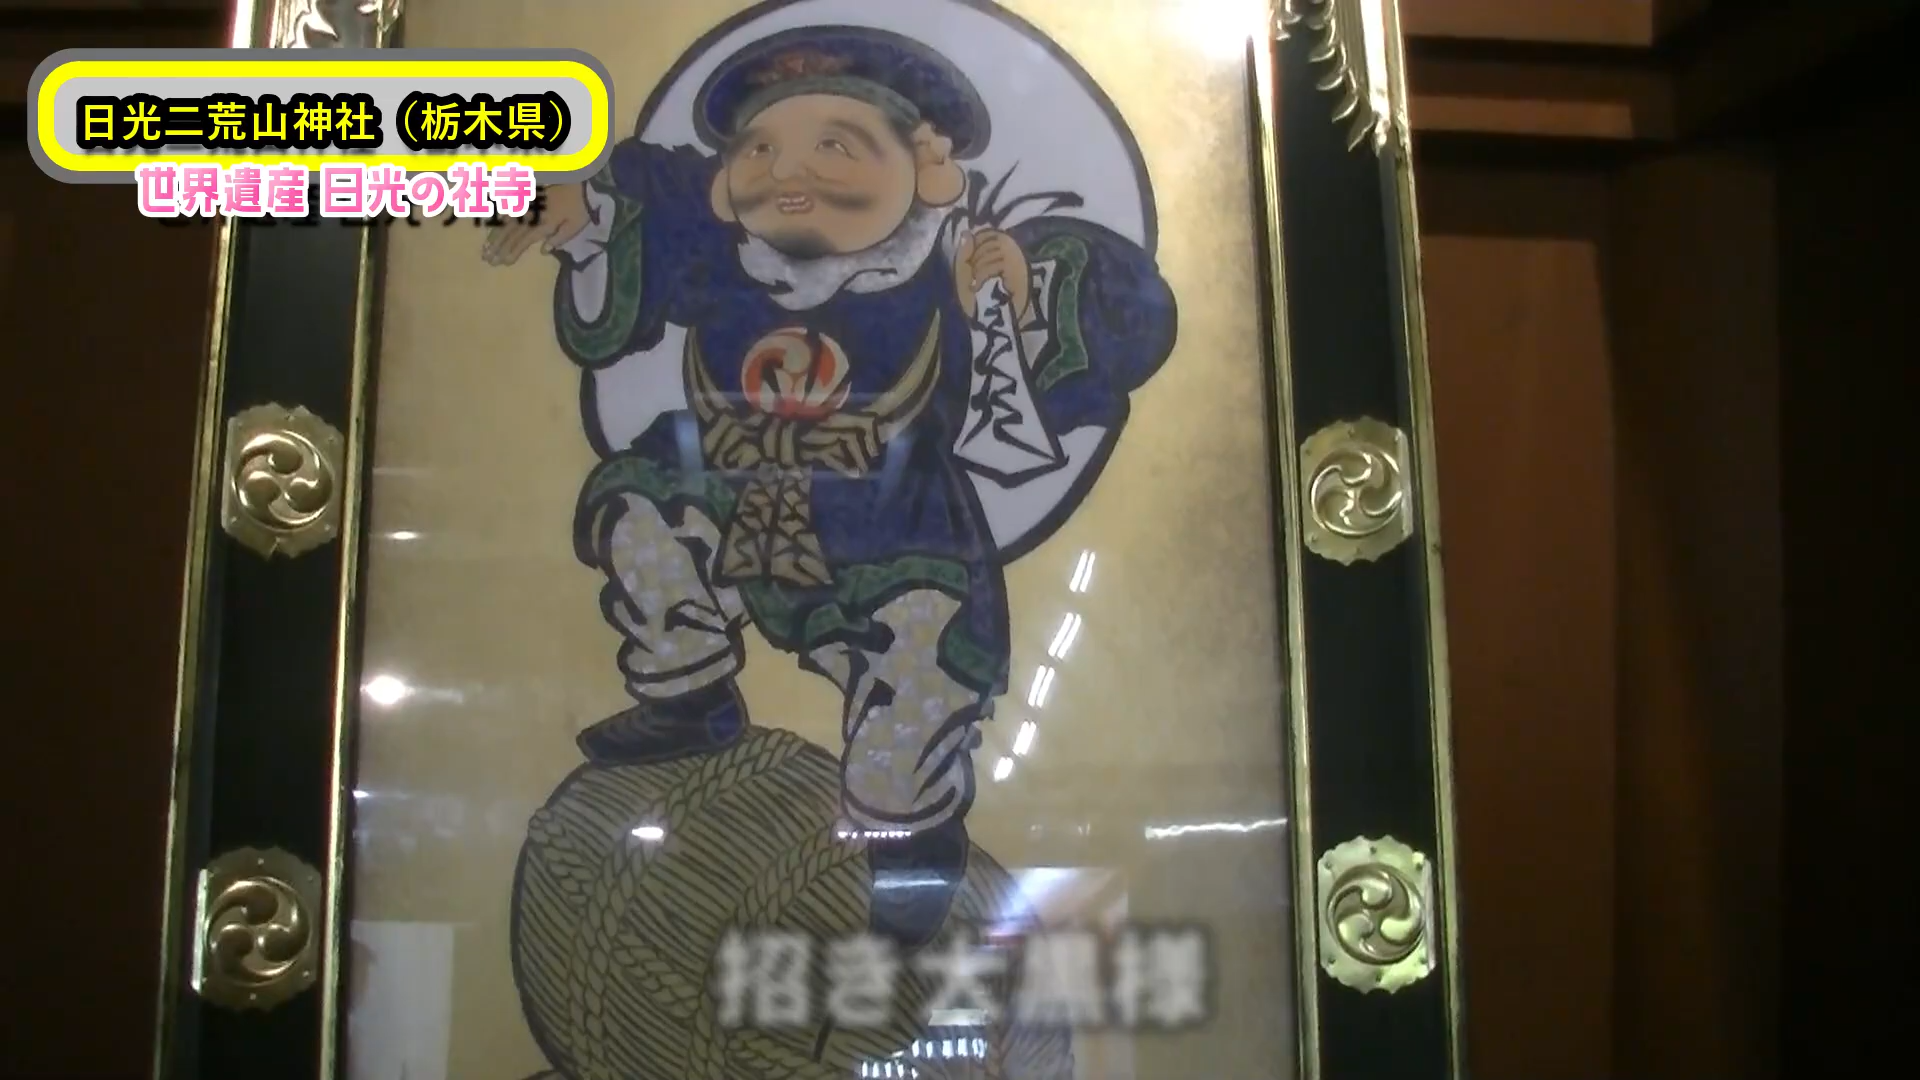 日光二荒山神社（栃木県）
世界遺産 日光の社寺
招き大黒様